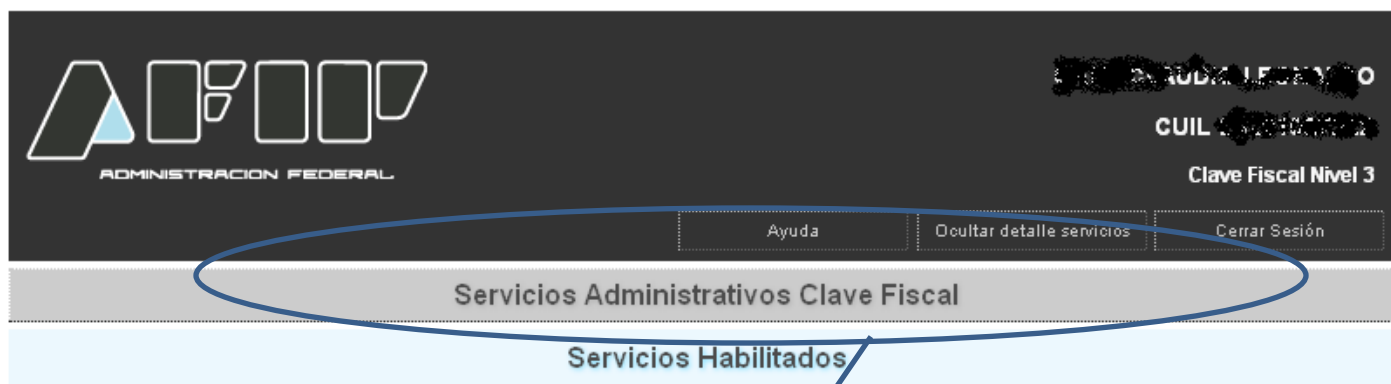 AFIP
ADMINISTRACION FEDERAL
CUIL
Clave Fiscal Nivel 3
Ayuda
Ocultar detalle servicios
Cerrar Sesión
Servicios Administrativos Clave Fiscal
Servicios Habilitados